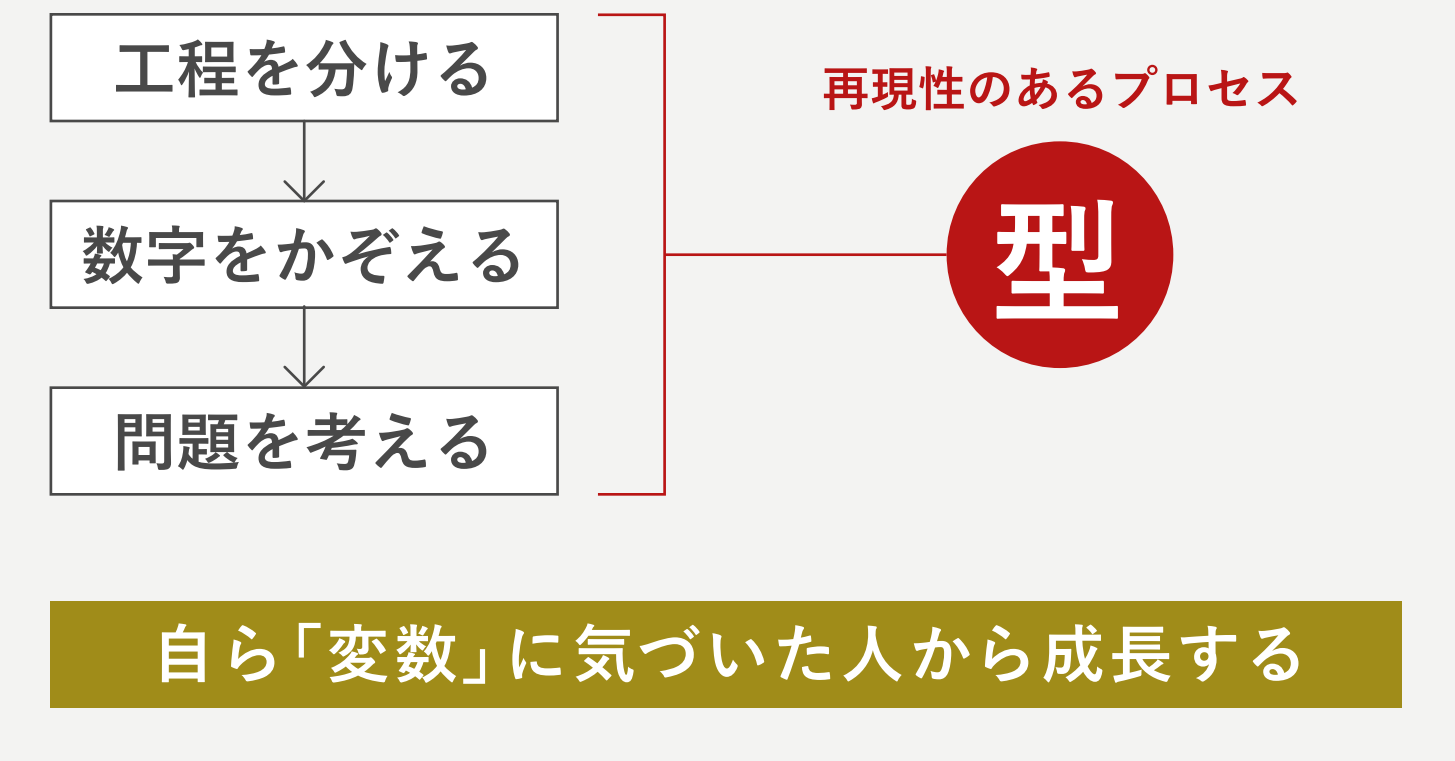 工程を分ける
数字をかぞえる
問題を考える
再現性のあるプロセス
型
自ら「変数」に気づいた人から成長する